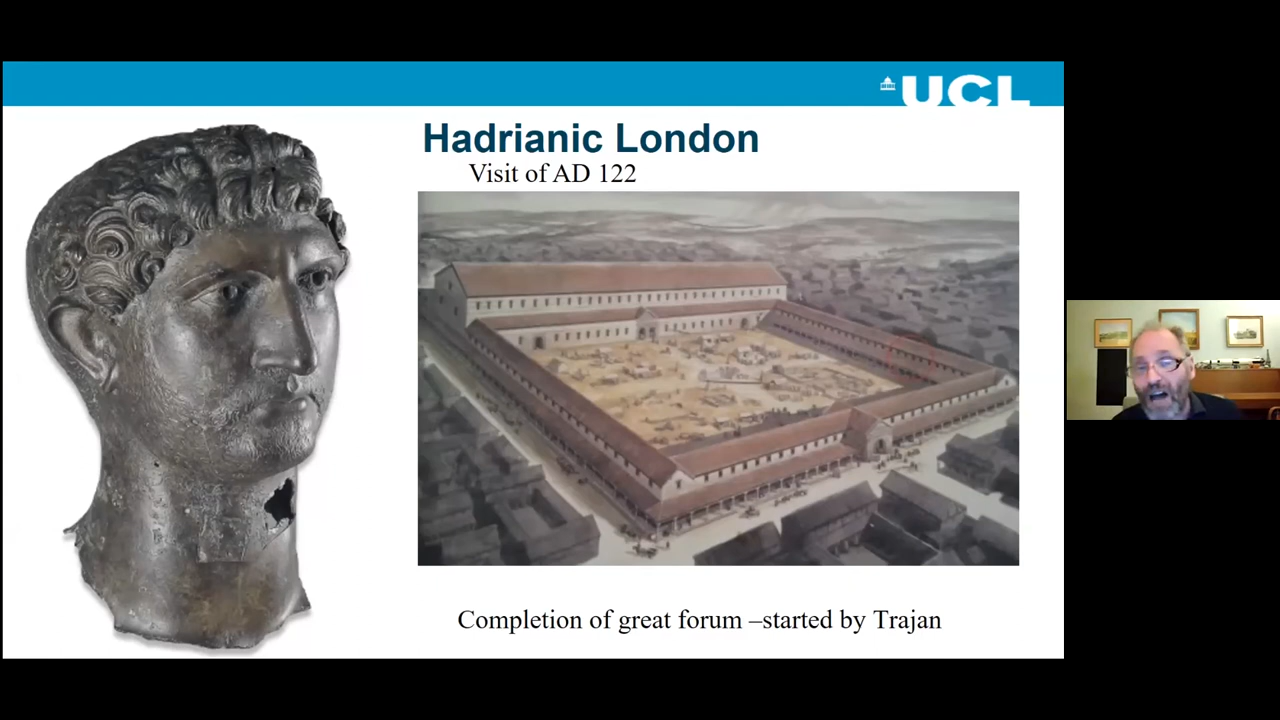 UCL
Hadrianic London
Visit of AD 122
Completion of great forum –started by Trajan